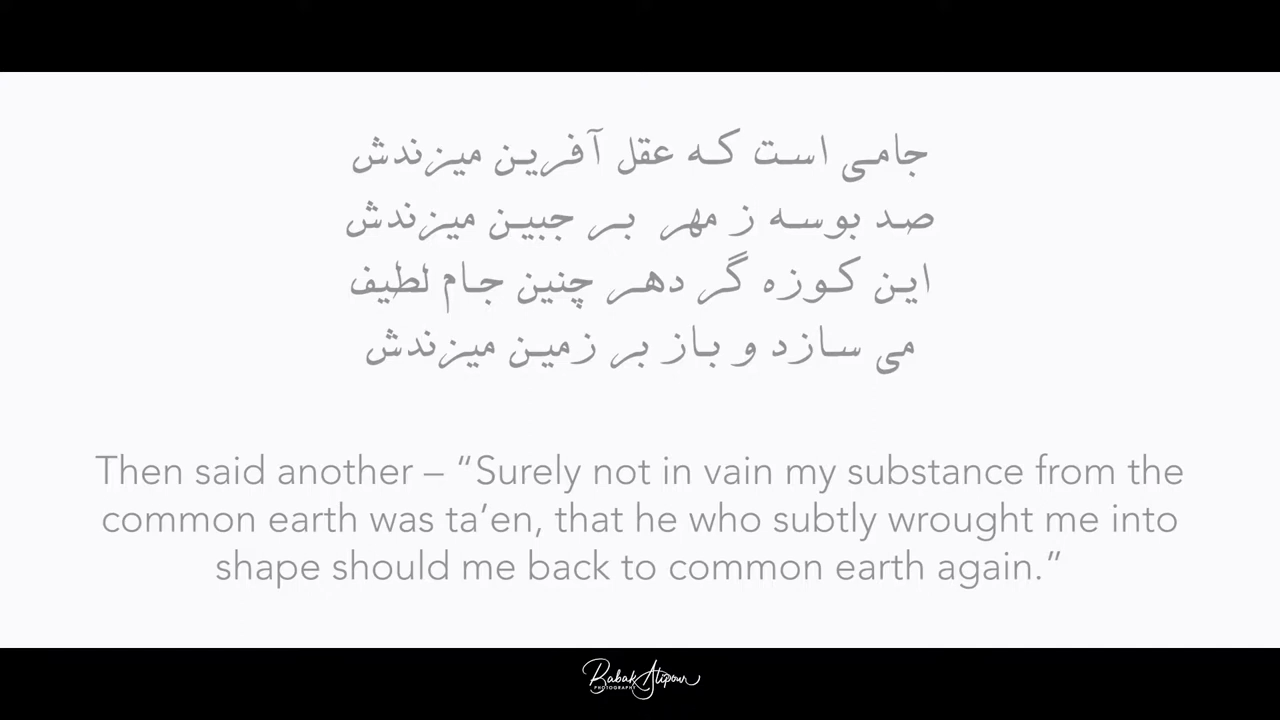 جامی است که عقل آفرین میزندش
صد بوسه ز مهر بر جبین میزندش
این کوزه گر دهر چنین جام لطیف
می سازد و باز بر زمین میزندش
Then said another – “Surely not in vain my substance from the
common earth was ta’en, that he who subtly wrought me into
shape should me back to common earth again.”
Babak Alipour
PHOTOGRAPHY